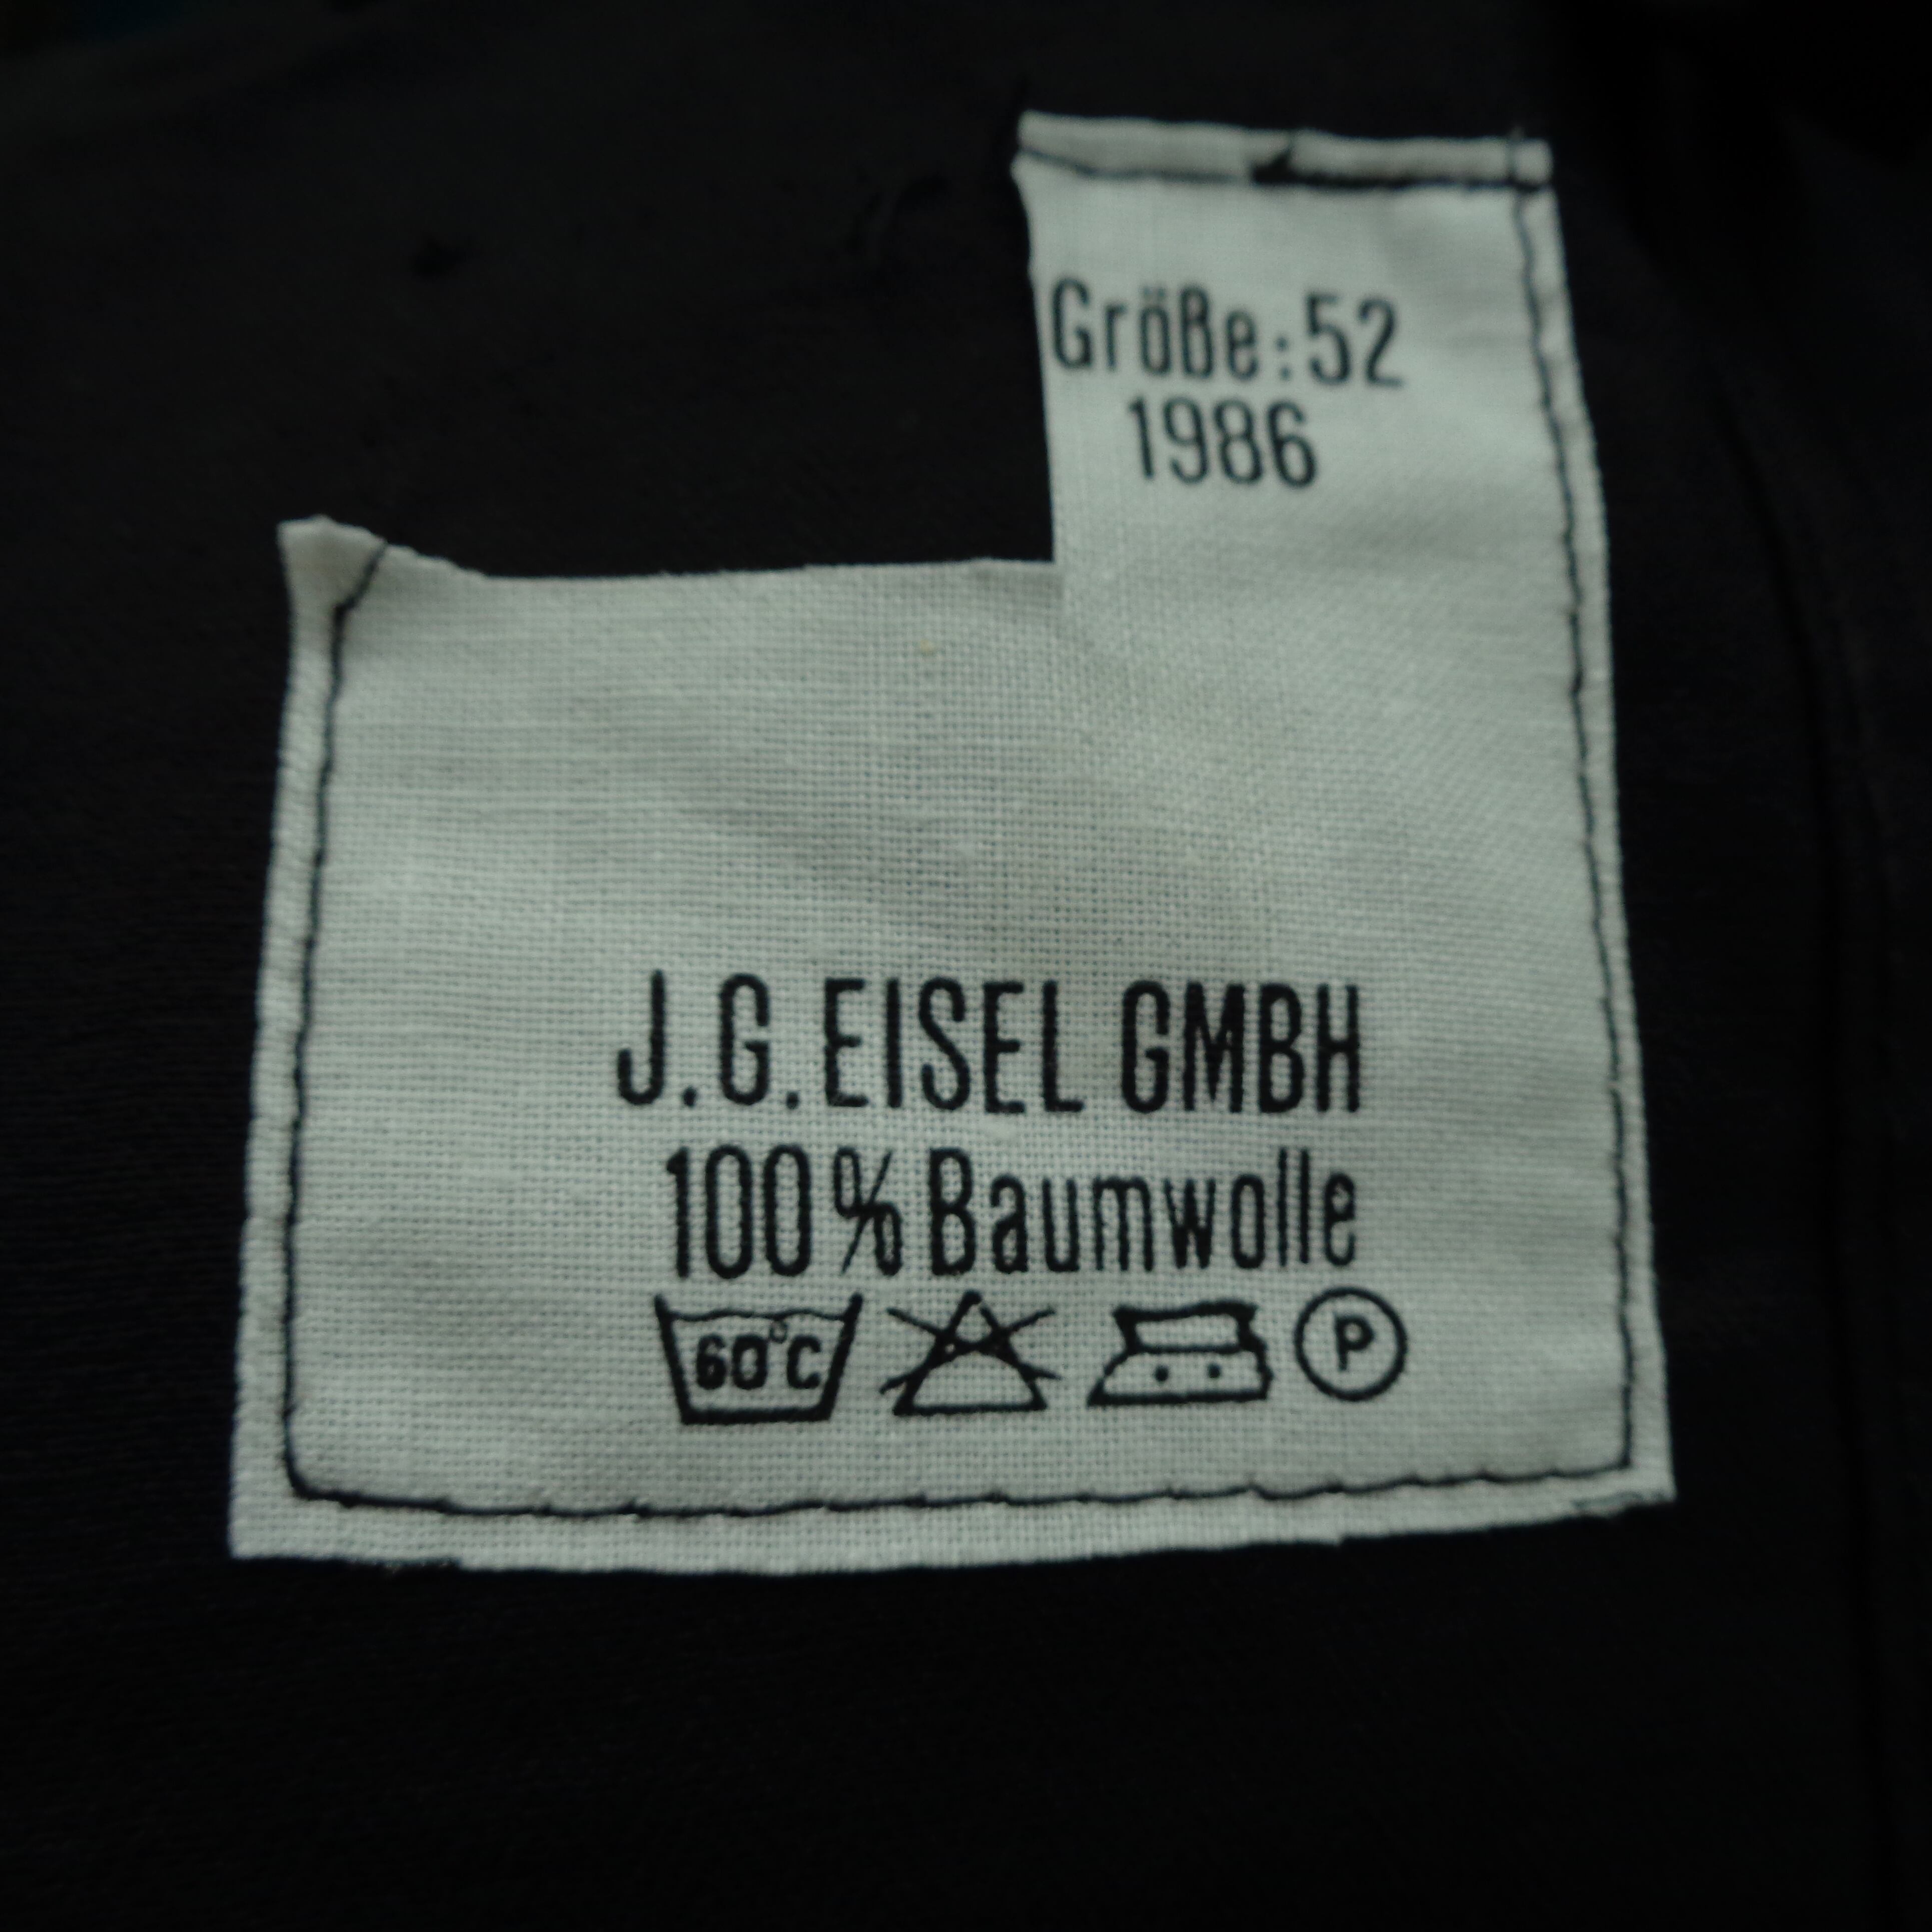 Größe: 52
1986
J.G. EISEL GMBH
100% Baumwolle
60°C P